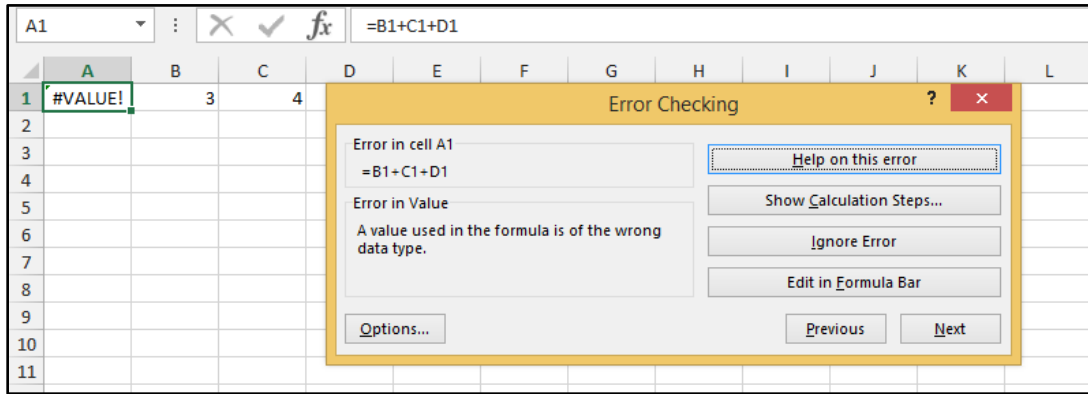 A1 fx =B1+C1+D1
A B C D E F G H I J K L
1 #VALUE! 3 4
2
3
4
5
6
7
8
9
10
11
Error Checking ? ×
Error in cell A1
=B1+C1+D1
Error in Value
A value used in the formula is of the wrong
data type.
Help on this error
Show Calculation Steps...
Ignore Error
Edit in Formula Bar
Options...
Previous
Next